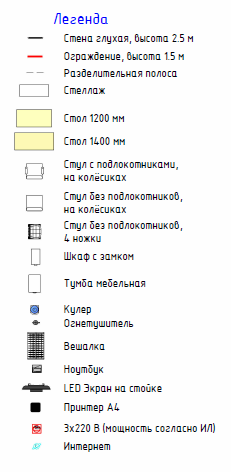 Легенда
Стена глухая, высота 2.5 м
Ограждение, высота 1.5 м
Разделительная полоса
Стеллаж
Стол 1200 мм
Стол 1400 мм
Стул с подлокотниками,
на колёсиках
Стул без подлокотников,
на колёсиках
Стул без подлокотников,
4 ножки
Шкаф с замком
Тумба мебельная
Кулер
Огнетушитель
Вешалка
Ноутбук
LED Экран на стойке
Принтер А4
3х220 В (мощность согласно ИЛ)
Интернет